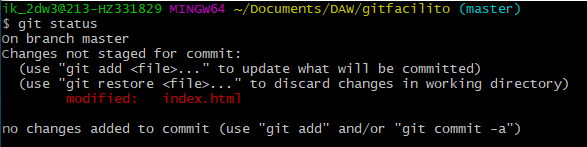 ik_2dw3@213-HZ331829 MINGW64 ~/Documents/DAW/gitfacilito (master)
$ git status
On branch master
Changes not staged for commit:
  (use "git add <file>..." to update what will be committed)
  (use "git restore <file>..." to discard changes in working directory)
        modified:   index.html

no changes added to commit (use "git add" and/or "git commit -a")